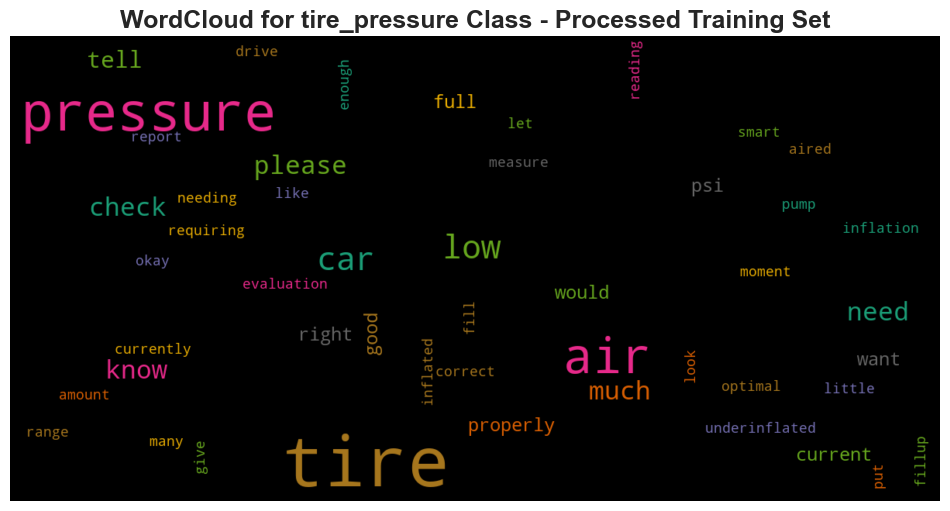 WordCloud for tire_pressure Class - Processed Training Set
tell
drive
enough
reading
pressure
full
let
report
smart
aired
please
measure
check
needing
like
psi
pump
requiring
inflation
okay
car
low
moment
evaluation
would
need
right
good
fill
currently
know
air
inflated
correct
look
want
amount
much
optimal
little
range
many
give
tire
properly
underinflated
current
put
fillup